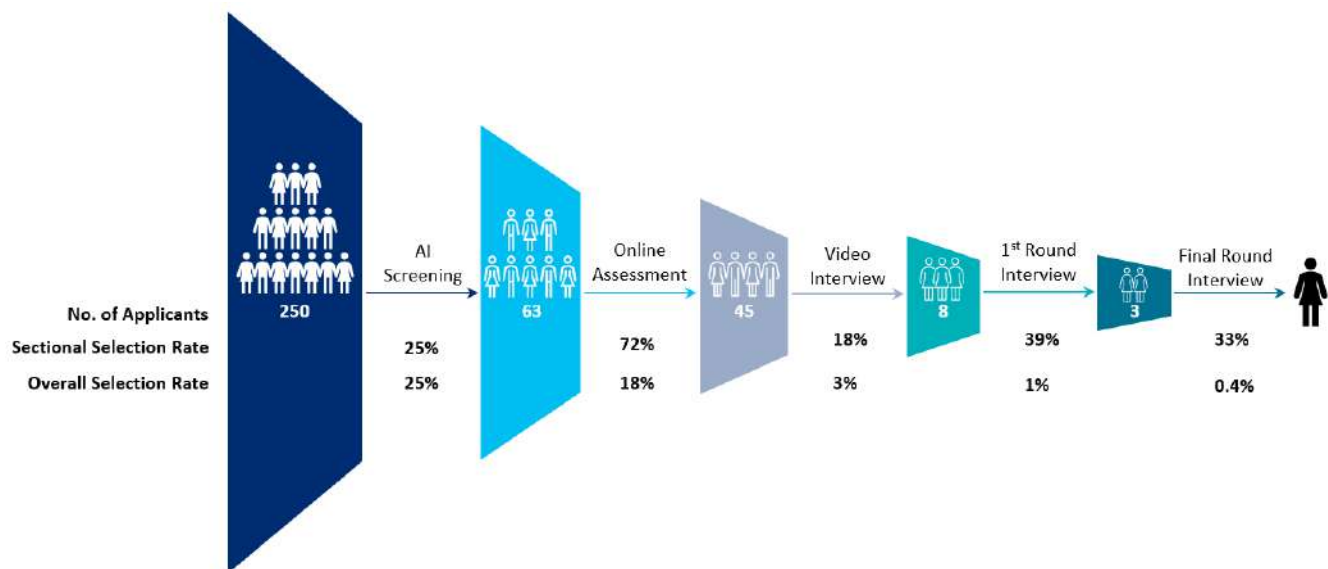 AI
Screening
Online
Assessment
Video
Interview
1st Round
Interview
Final Round
Interview
No. of Applicants
250
63
45
8
3
Sectional Selection Rate
25%
72%
18%
39%
33%
Overall Selection Rate
25%
18%
3%
1%
0.4%